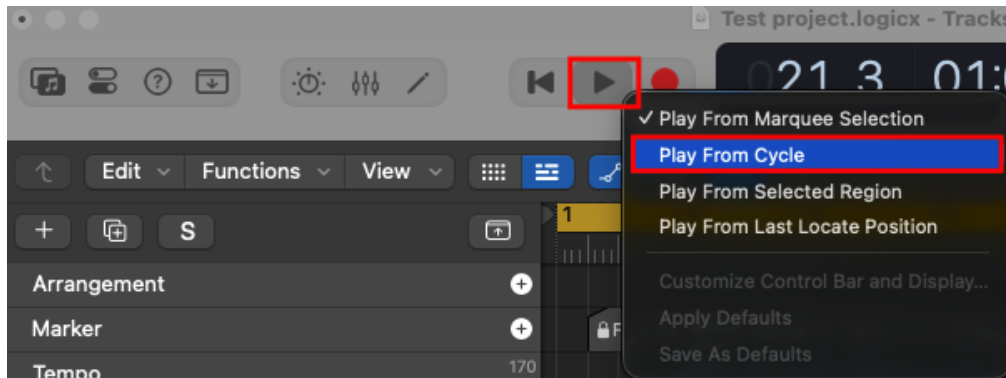 Test project.logicx - Tracks
021 3 01:
✓ Play From Marquee Selection
Play From Cycle
Play From Selected Region
Play From Last Locate Position
Customize Control Bar and Display...
Apply Defaults
Save As Defaults
Edit Functions View
S
1
Arrangement
Marker
Tempo
170